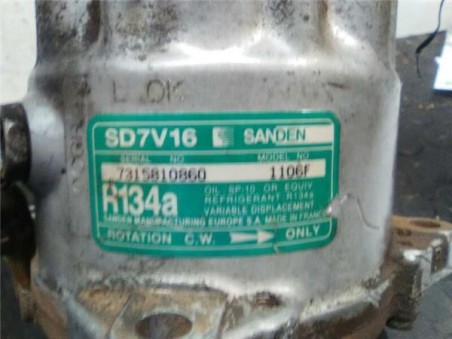 L OK
SD7V16 SANDEN
SERIAL NO MODEL NO
7315810860 1106F
R134a
OIL SP-10 OR EQUIV
REFRIGERANT R134a
VARIABLE DISPLACEMENT
SANDEN MANUFACTURING EUROPE S.A. MADE IN FRANCE
ROTATION C.W. ONLY